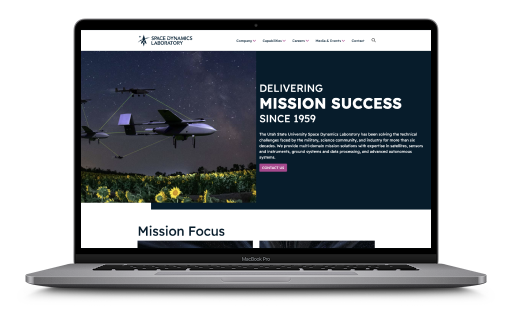 SPACE DYNAMICS
LABORATORY
Company Capabilities Careers Media & Events Contact
DELIVERING
MISSION SUCCESS
SINCE 1959
The Utah State University Space Dynamics Laboratory has been solving the technical
challenges faced by the military, science community, and industry for more than six
decades. We provide multi-domain mission solutions with expertise in satellites, sensors
and instruments, ground systems and data processing, and advanced autonomous
systems.
CONTACT US
Mission Focus
MacBook Pro